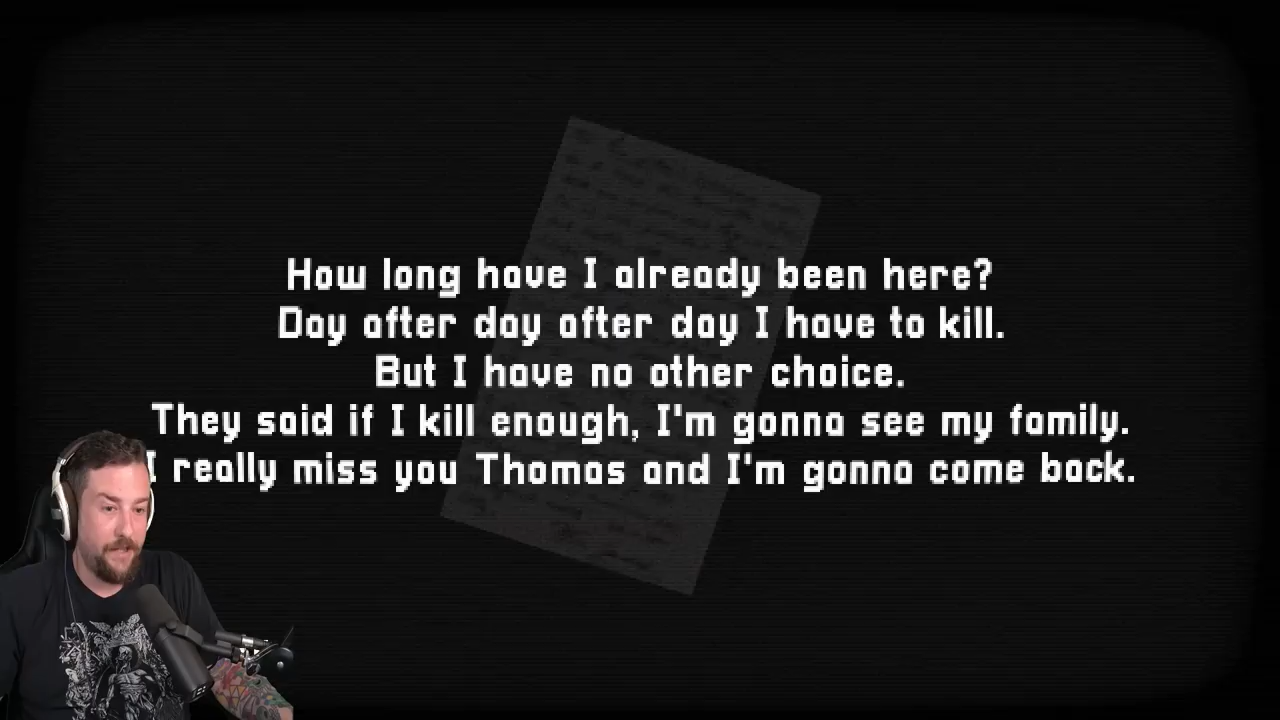 How long have I already been here?
Day after day after day I have to kill.
But I have no other choice.
They said if I kill enough, I'm gonna see my family.
I really miss you Thomas and I'm gonna come back.